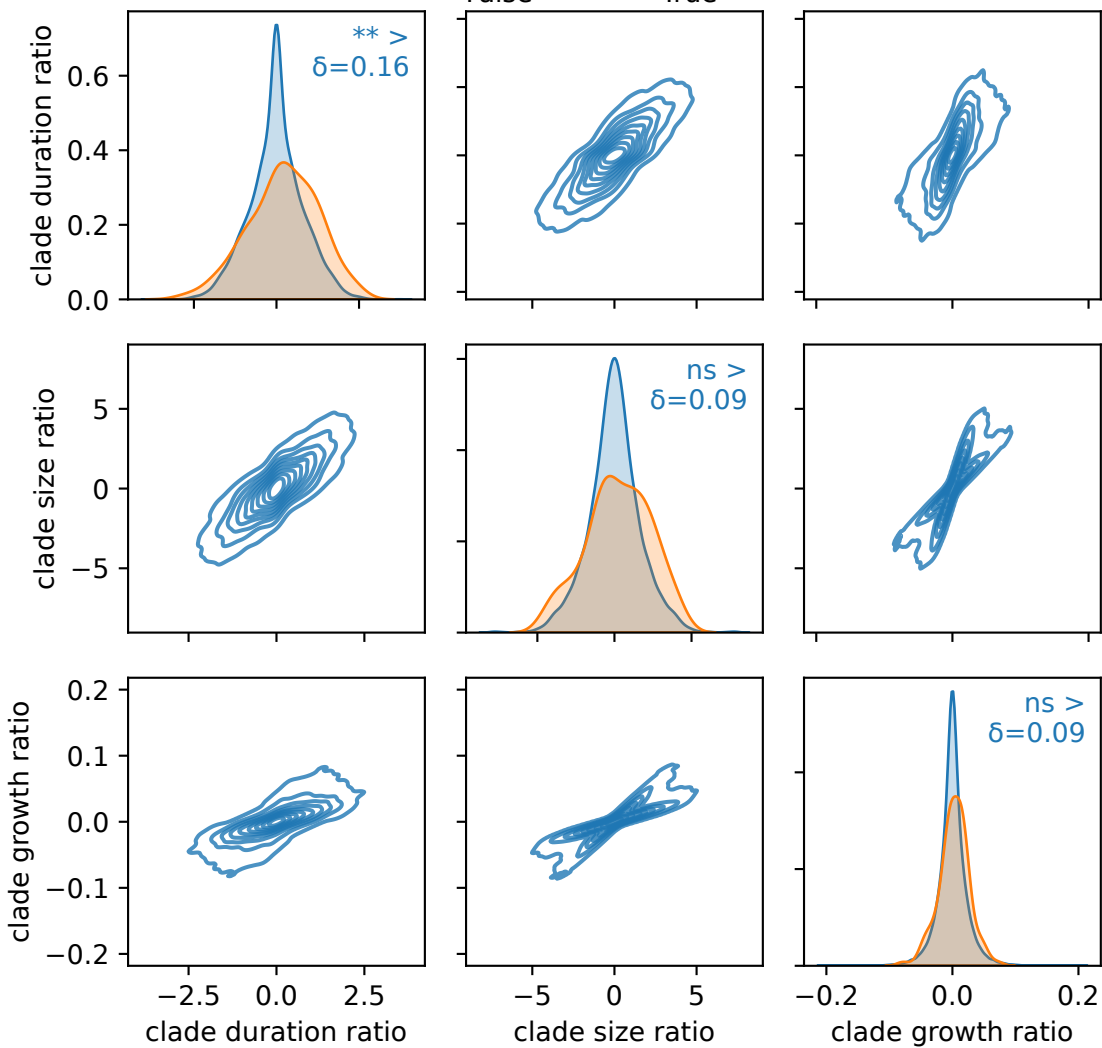 clade duration ratio
0.6
0.4
0.2
0.0
** >
δ=0.16
clade size ratio
5
0
−5
ns >
δ=0.09
clade growth ratio
0.2
0.1
0.0
−0.1
−0.2
ns >
δ=0.09
−2.5 0.0 2.5
−5 0 5
−0.2 0.0 0.2
clade duration ratio
clade size ratio
clade growth ratio